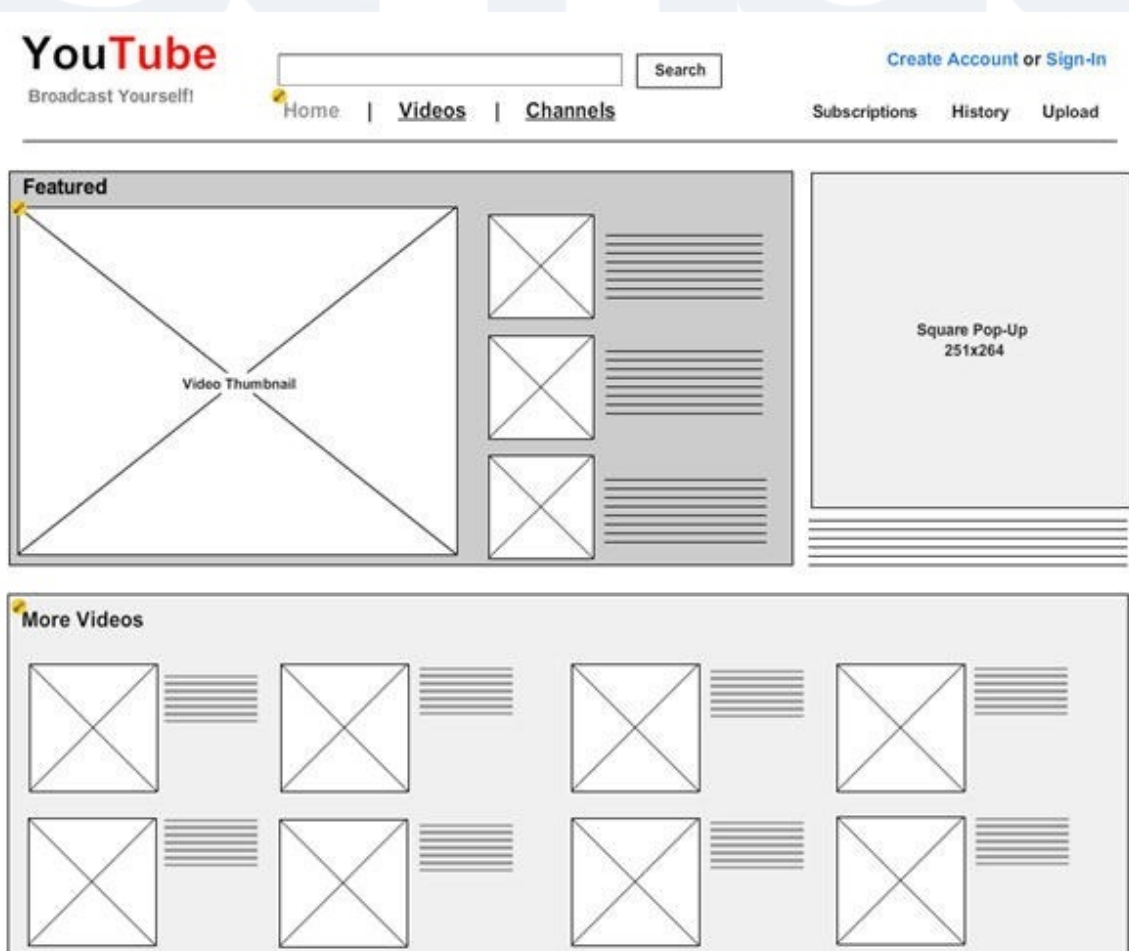 YouTube
Broadcast Yourself!
Search
Create Account or Sign-In
Home | Videos | Channels
Subscriptions History Upload
Featured
Video Thumbnail
Square Pop-Up
251x264
More Videos